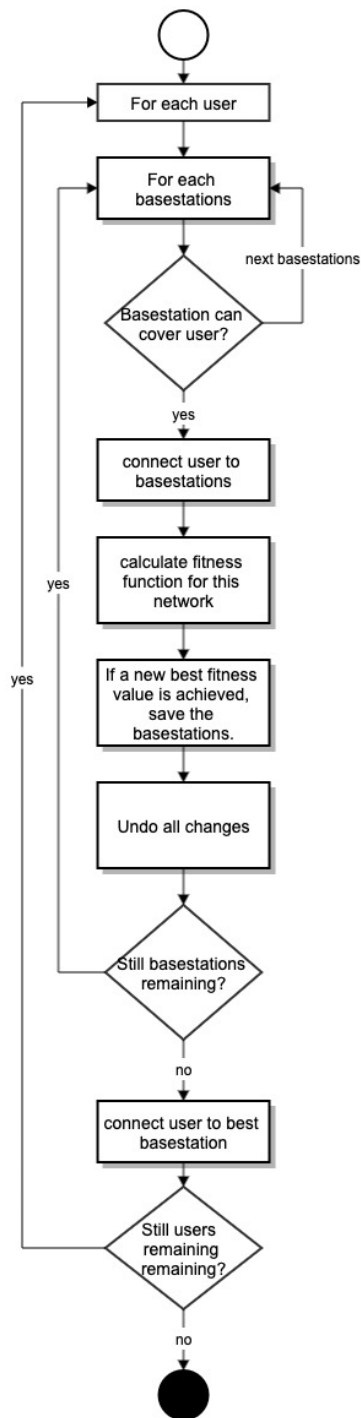 For each user
For each
basestations
next basestations
Basestation can
cover user?
yes
connect user to
basestations
calculate fitness
function for this
network
yes
yes
If a new best fitness
value is achieved,
save the
basestations.
Undo all changes
Still basestations
remaining?
no
connect user to best
basestation
Still users
remaining
remaining?
no